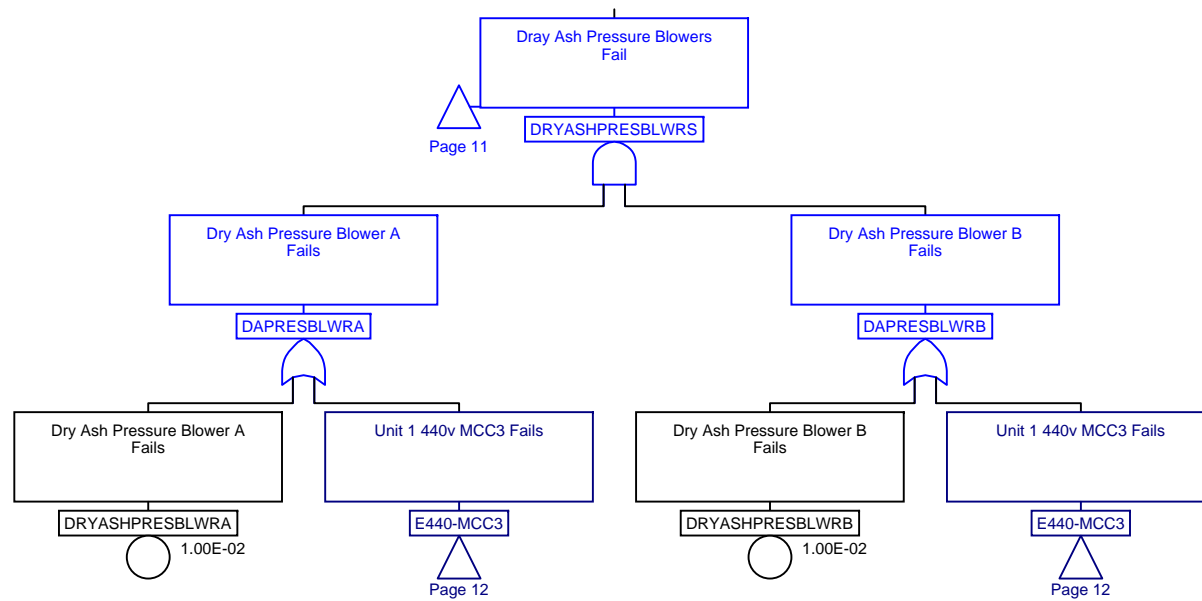 Dray Ash Pressure Blowers
Fail
Page 11
DRYASHPRESBLWRS
Dry Ash Pressure Blower A
Fails
DAPRESBLWRA
Dry Ash Pressure Blower B
Fails
DAPRESBLWRB
Dry Ash Pressure Blower A
Fails
DRYASHPRESBLWRA
1.00E-02
Unit 1 440v MCC3 Fails
E440-MCC3
Page 12
Dry Ash Pressure Blower B
Fails
DRYASHPRESBLWRB
1.00E-02
Unit 1 440v MCC3 Fails
E440-MCC3
Page 12